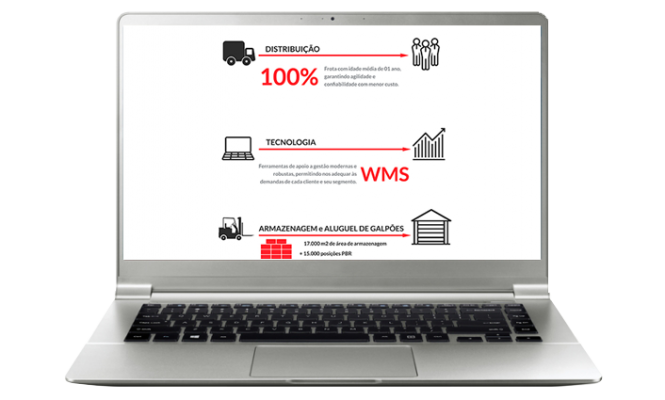 DISTRIBUIÇÃO
100%
Frota com idade média de 01 ano,
garantindo agilidade e
confiabilidade com menor custo.
TECNOLOGIA
Ferramentas de apoio a gestão modernas e
robustas, permitindo nos adequar às
demandas de cada cliente e seu segmento.
WMS
ARMAZENAGEM e ALUGUEL DE GALPÕES
17.000 m2 de área de armazenagem
+ 15.000 posições PBR